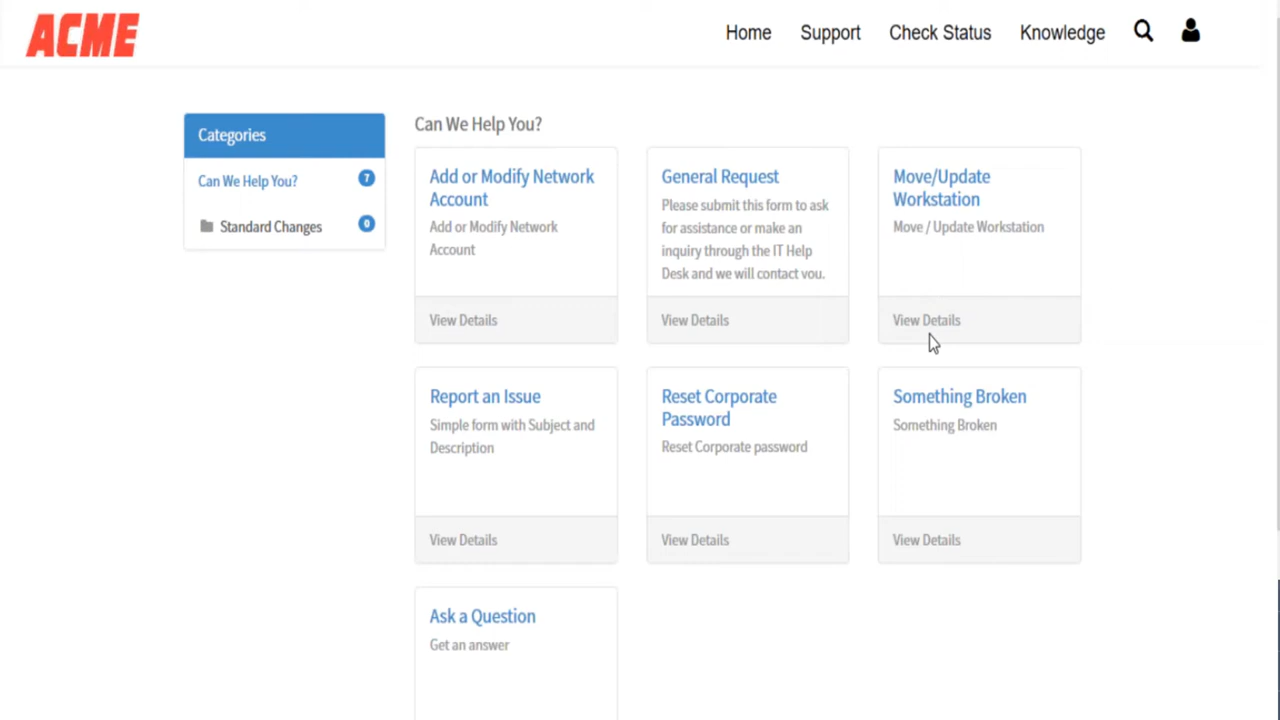 ACME
Home Support Check Status Knowledge
Categories
Can We Help You? 7
Standard Changes 0
Can We Help You?
Add or Modify Network
Account
Add or Modify Network
Account
View Details
General Request
Please submit this form to ask
for assistance or make an
inquiry through the IT Help
Desk and we will contact you.
View Details
Move/Update
Workstation
Move / Update Workstation
View Details
Report an Issue
Simple form with Subject and
Description
View Details
Reset Corporate
Password
Reset Corporate password
View Details
Something Broken
Something Broken
View Details
Ask a Question
Get an answer